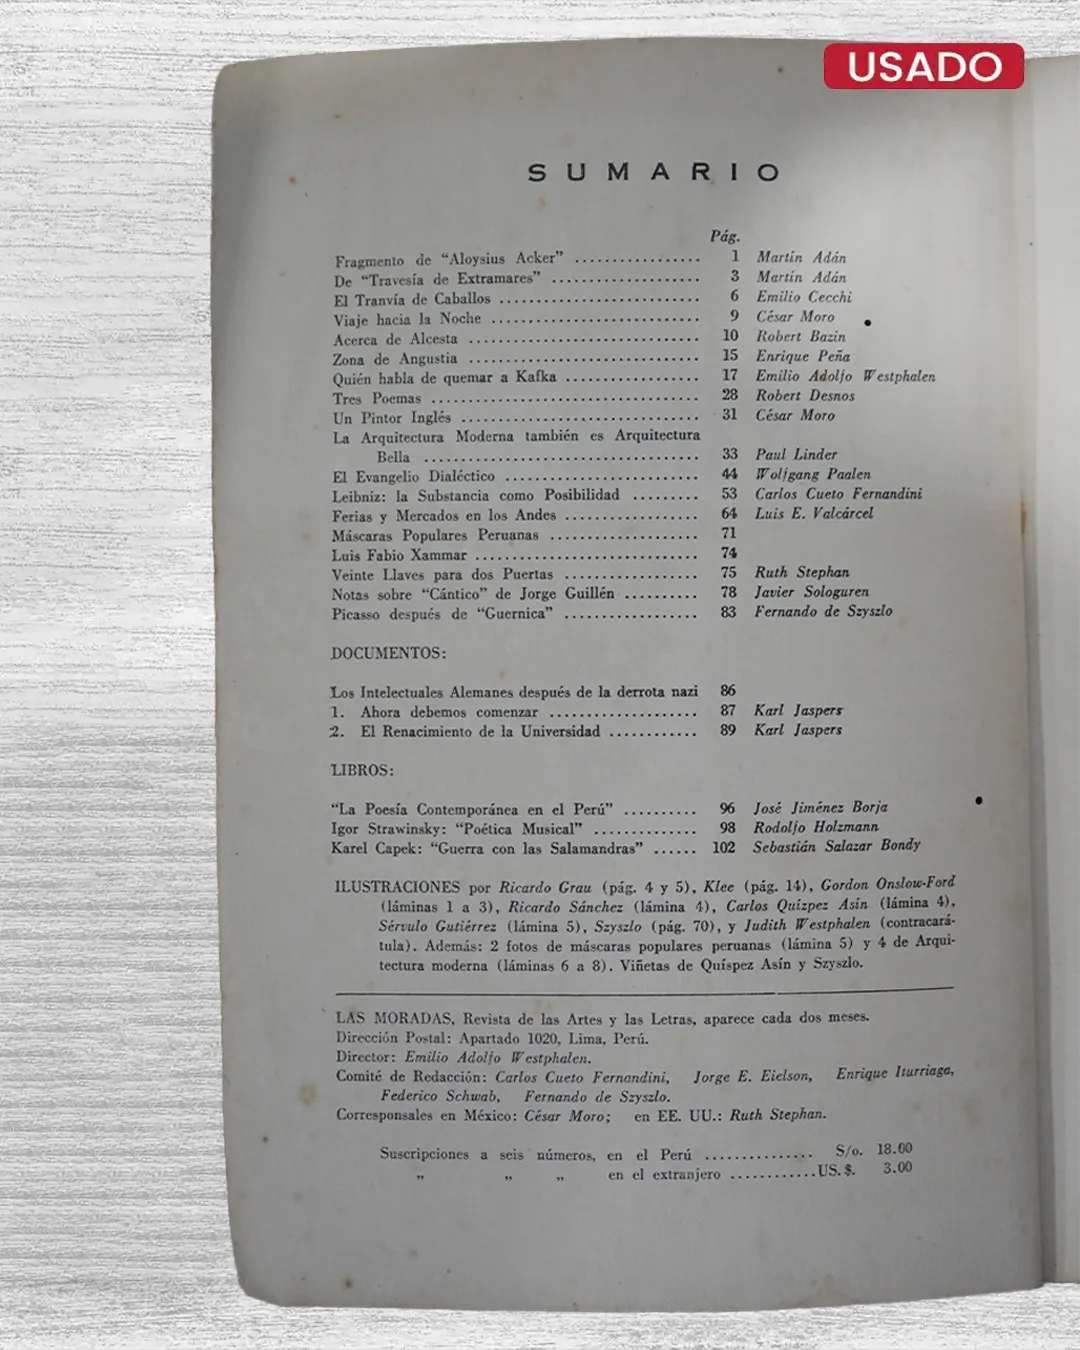 USADO
SUMARIO
Pág.
Fragmento de "Aloysius Acker" ................ 1 Martín Adán
De "Travesía de Extramares" ................... 3 Martín Adán
El Tranvía de Caballos ......................... 6 Emilio Cecchi
Viaje hacia la Noche ........................... 9 César Moro
Acerca de Alcesta .............................. 10 Robert Bazin
Zona de Angustia .............................. 15 Enrique Peña
Quién habla de quemar a Kafka .................. 17 Emilio Adolfo Westphalen
Tres Poemas ................................... 28 Robert Desnos
Un Pintor Inglés ............................... 31 César Moro
La Arquitectura Moderna también es Arquitectura
Bella ................................... 33 Paul Linder
El Evangelio Dialéctico ......................... 44 Wolfgang Paalen
Leibniz: la Substancia como Posibilidad ......... 53 Carlos Cueto Fernandini
Ferias y Mercados en los Andes .................. 64 Luis E. Valcárcel
Máscaras Populares Peruanas .................... 71
Luis Fabio Xammar ............................. 74
Veinte Llaves para dos Puertas .................. 75 Ruth Stephan
Notas sobre "Cántico" de Jorge Guillén .......... 78 Javier Sologuren
Picasso después de "Guernica" .................. 83 Fernando de Szyszlo
DOCUMENTOS:
Los Intelectuales Alemanes después de la derrota nazi 86
1. Ahora debemos comenzar .................... 87 Karl Jaspers
2. El Renacimiento de la Universidad ............ 89 Karl Jaspers
LIBROS:
"La Poesía Contemporánea en el Perú" .......... 96 José Jiménez Borja
Igor Strawinsky: "Poética Musical" .............. 98 Rodolfo Holzmann
Karel Capek: "Guerra con las Salamandras" ...... 102 Sebastián Salazar Bondy
ILUSTRACIONES por Ricardo Grau (pág. 4 y 5), Klee (pág. 14), Gordon Onslow-Ford
(láminas 1 a 3), Ricardo Sánchez (lámina 4), Carlos Quízpez Asín (lámina 4),
Sérvulo Gutiérrez (lámina 5), Szyszlo (pág. 70), y Judith Westphalen (contracará-
tula). Además: 2 fotos de máscaras populares peruanas (lámina 5) y 4 de Arqui-
tectura moderna (láminas 6 a 8). Viñetas de Quíspez Asín y Szyszlo.
LAS MORADAS, Revista de las Artes y las Letras, aparece cada dos meses.
Dirección Postal: Apartado 1020, Lima, Perú.
Director: Emilio Adolfo Westphalen.
Comité de Redacción: Carlos Cueto Fernandini, Jorge E. Eielson, Enrique Iturriaga,
Federico Schwab, Fernando de Szyszlo.
Corresponsales en México: César Moro; en EE. UU.: Ruth Stephan.
Suscripciones a seis números, en el Perú ............... S/o. 18.00
" " " en el extranjero ............ US.$. 3.00